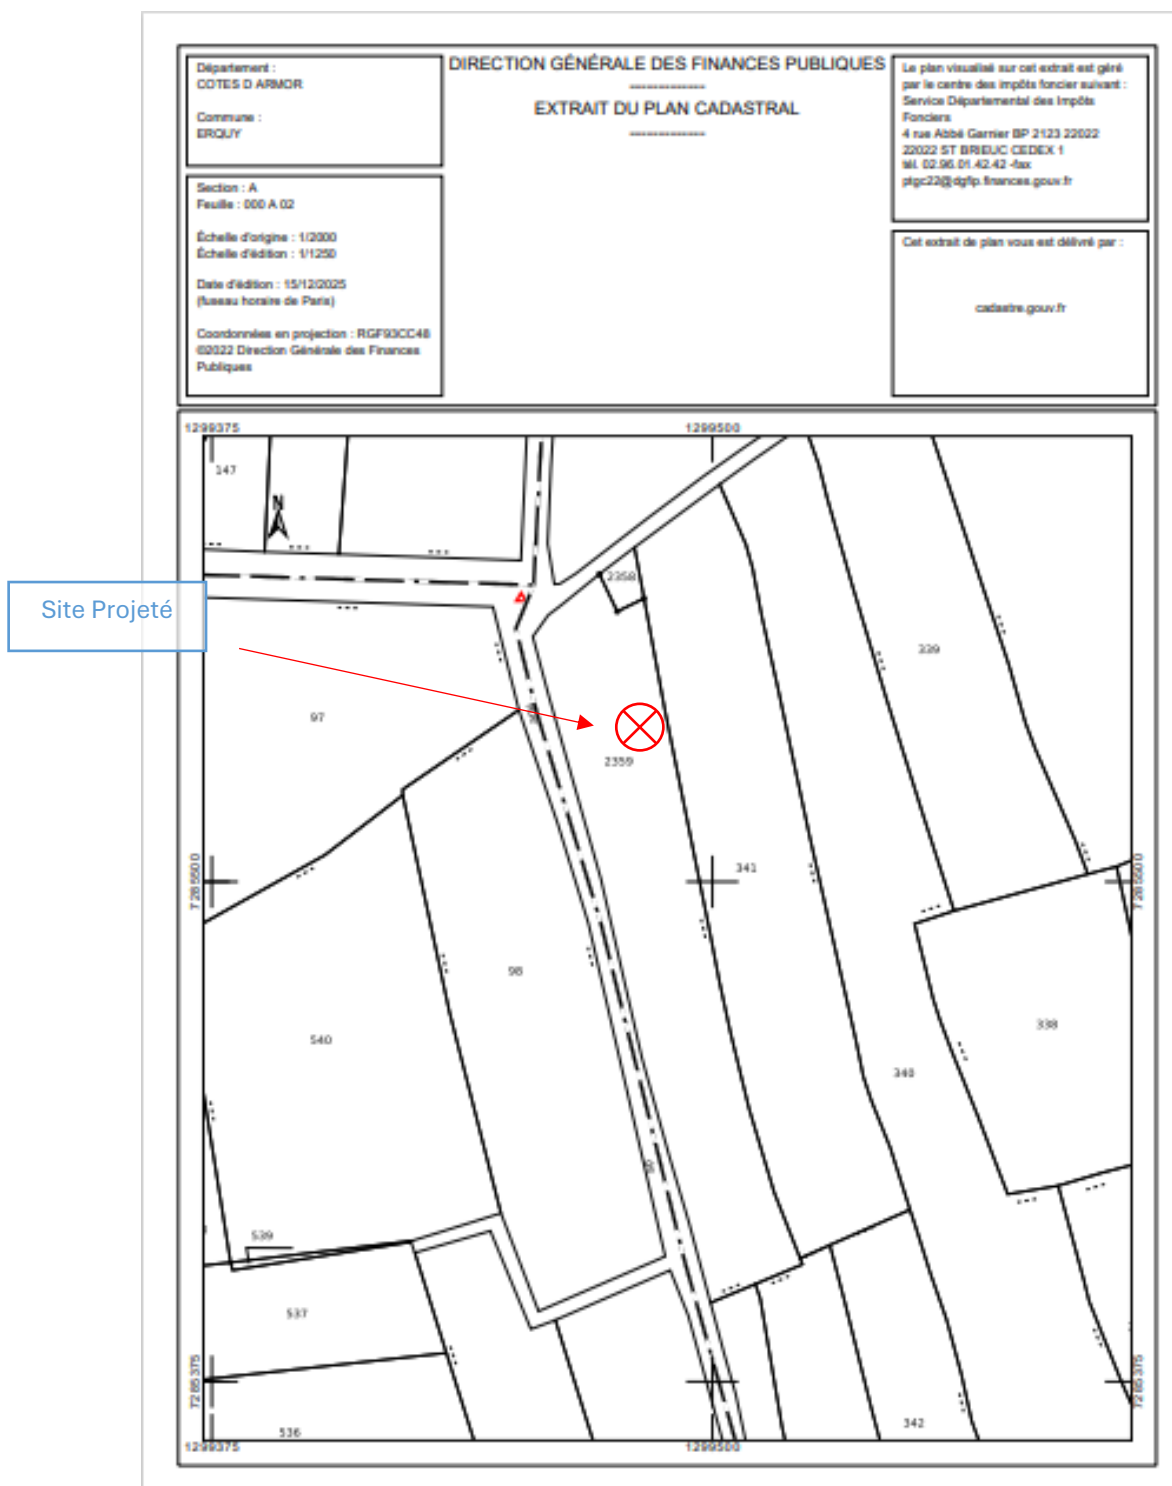 Département :
COTES D ARMOR
Commune :
ERQUY
Section : A
Feuille : 000 A 02
Échelle d'origine : 1/2000
Échelle d'édition : 1/1250
Date d'édition : 15/12/2025
(fuseau horaire de Paris)
Coordonnées en projection : RGF93CC48
©2022 Direction Générale des Finances
Publiques
DIRECTION GÉNÉRALE DES FINANCES PUBLIQUES
--------------
EXTRAIT DU PLAN CADASTRAL
--------------
Le plan visualisé sur cet extrait est géré
par le centre des impôts foncier suivant :
Service Départemental des Impôts
Fonciers
4 rue Abbé Garnier BP 2123 22022
22022 ST BRIEUC CEDEX 1
tél. 02.96.01.42.42 -fax
ptgc22@dgfip.finances.gouv.fr
Cet extrait de plan vous est délivré par :
cadastre.gouv.fr
1299375
1299500
147
N
2358
Site Projeté
339
97
2359
7285500
341
7285500
98
338
540
340
539
537
7285375
7285375
342
536
1299375
1299500